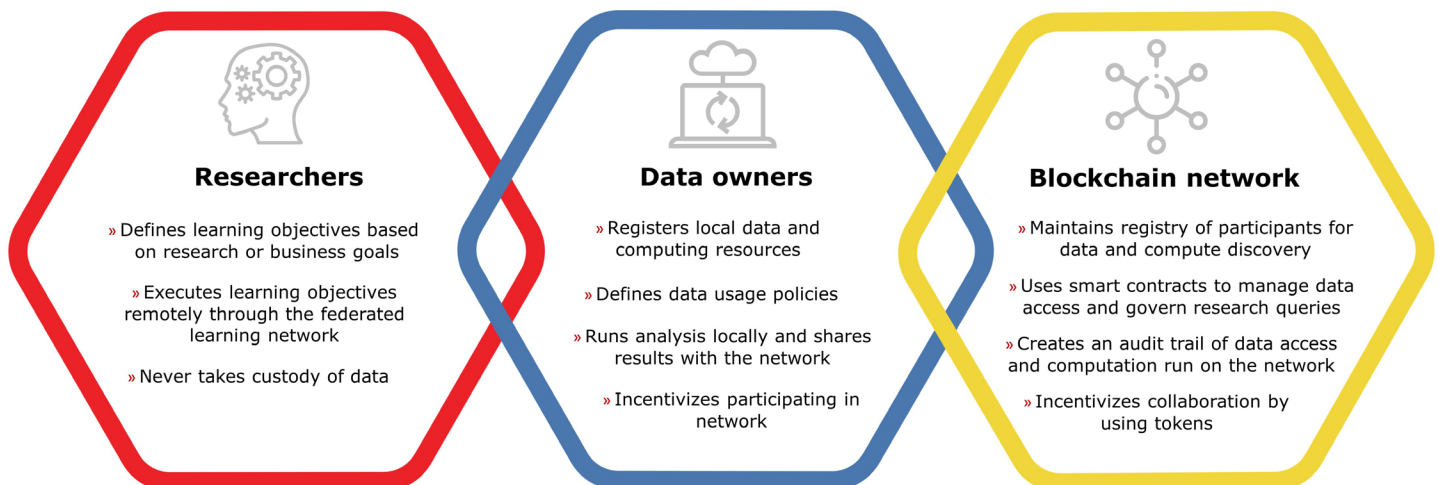 Researchers
» Defines learning objectives based
on research or business goals
» Executes learning objectives
remotely through the federated
learning network
» Never takes custody of data
Data owners
» Registers local data and
computing resources
» Defines data usage policies
» Runs analysis locally and shares
results with the network
» Incentivizes participating in
network
Blockchain network
» Maintains registry of participants for
data and compute discovery
» Uses smart contracts to manage data
access and govern research queries
» Creates an audit trail of data access
and computation run on the network
» Incentivizes collaboration by
using tokens